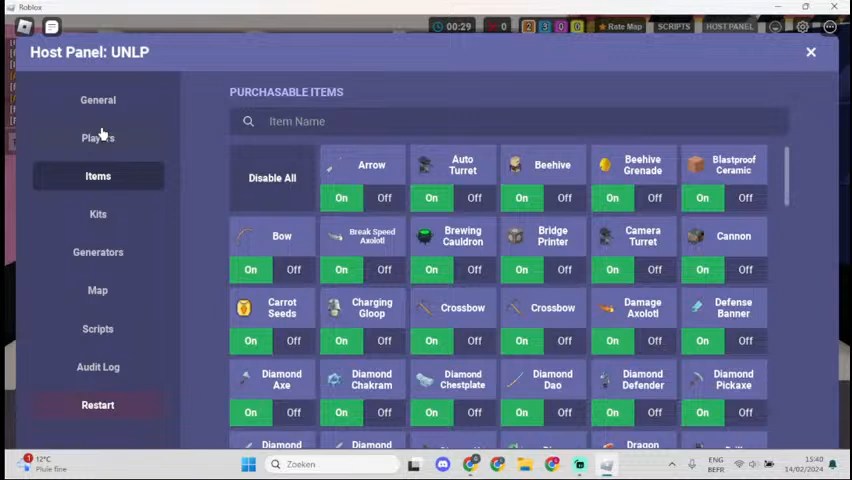 Roblox
00:29
0
2 3 0 0
Rate Map
SCRIPTS
HOST PANEL
Host Panel: UNLP
General
Players
Items
Kits
Generators
Map
Scripts
Audit Log
Restart
PURCHASABLE ITEMS
Item Name
Disable All
Arrow
On Off
Auto
Turret
On Off
Beehive
On Off
Beehive
Grenade
On Off
Blastproof
Ceramic
On Off
Bow
On Off
Break Speed
Axolotl
On Off
Brewing
Cauldron
On Off
Bridge
Printer
On Off
Camera
Turret
On Off
Cannon
On Off
Carrot
Seeds
On Off
Charging
Gloop
On Off
Crossbow
On Off
Crossbow
On Off
Damage
Axolotl
On Off
Defense
Banner
On Off
Diamond
Axe
On Off
Diamond
Chakram
On Off
Diamond
Chestplate
On Off
Diamond
Dao
On Off
Diamond
Defender
On Off
Diamond
Pickaxe
On Off
Diamond
Diamond
Dragon
1
12°C
Pluie fine
Zoeken
ENG
BEFR
15:40
14/02/2024